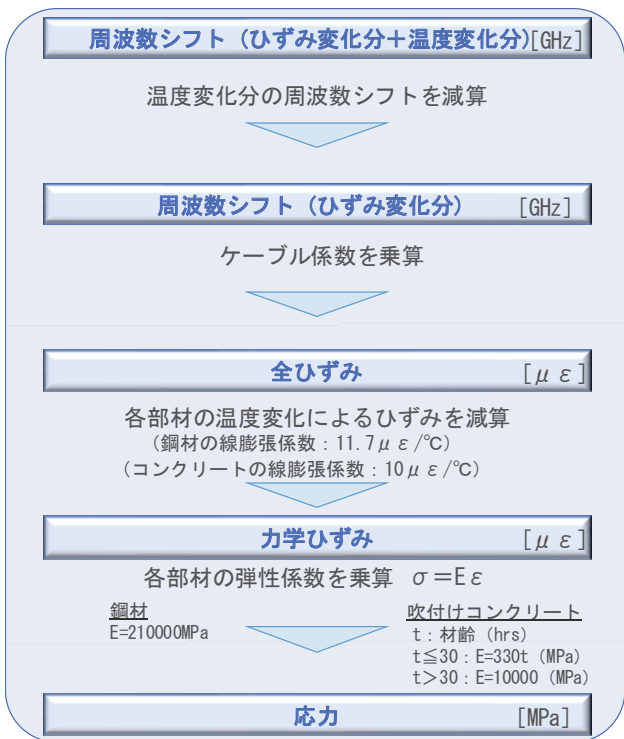 周波数シフト（ひずみ変化分＋温度変化分）[GHz]
温度変化分の周波数シフトを減算
周波数シフト（ひずみ変化分） [GHz]
ケーブル係数を乗算
全ひずみ [μ ε]
各部材の温度変化によるひずみを減算
（鋼材の線膨張係数：11.7μ ε/℃）
（コンクリートの線膨張係数：10μ ε/℃）
力学ひずみ [μ ε]
各部材の弾性係数を乗算 σ＝Eε
鋼材
E=210000MPa
吹付けコンクリート
t：材齢（hrs）
t≦30：E=330t（MPa）
t＞30：E=10000（MPa）
応力 [MPa]